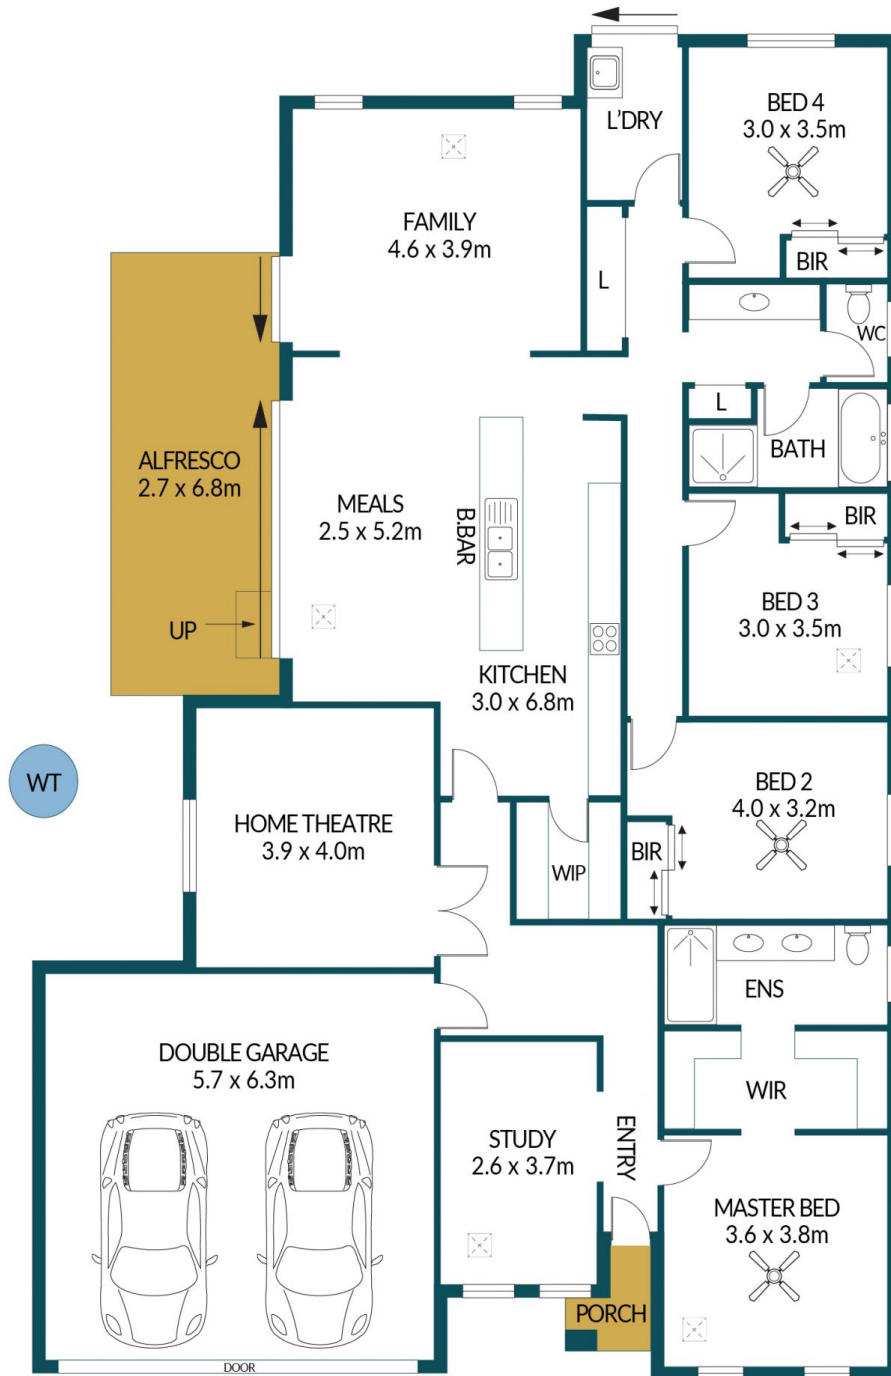 L'DRY
BED 4
3.0 x 3.5m
BIR
FAMILY
4.6 x 3.9m
L
WC
L
BATH
ALFRESCO
2.7 x 6.8m
UP
MEALS
2.5 x 5.2m
B.BAR
KITCHEN
3.0 x 6.8m
BIR
BED 3
3.0 x 3.5m
WT
HOME THEATRE
3.9 x 4.0m
WIP
BED 2
4.0 x 3.2m
BIR
ENS
WIR
DOUBLE GARAGE
5.7 x 6.3m
DOOR
STUDY
2.6 x 3.7m
ENTRY
PORCH
MASTER BED
3.6 x 3.8m